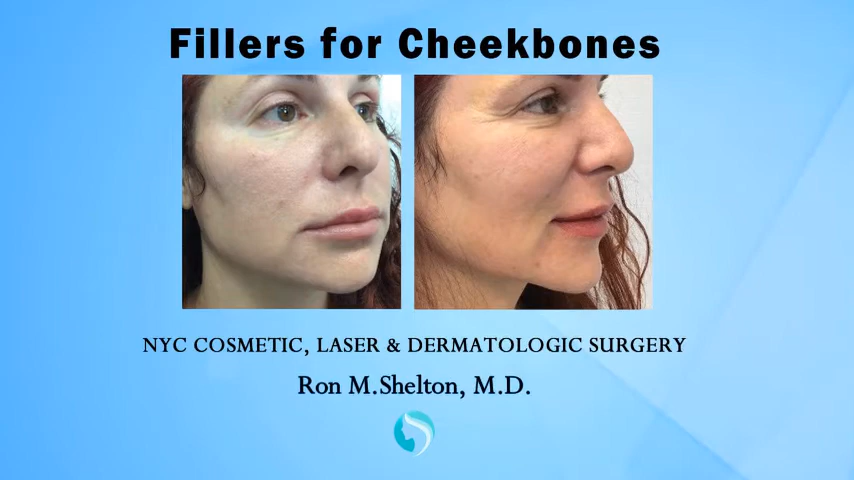 Fillers for Cheekbones
NYC COSMETIC, LASER & DERMATOLOGIC SURGERY
Ron M.Shelton, M.D.